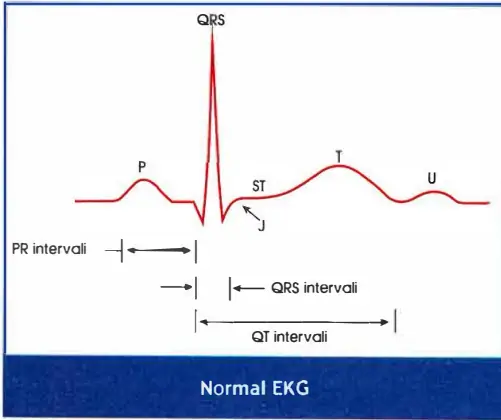 QRS
P
ST
T
U
J
PR intervali
QRS intervali
QT intervali
Normal EKG